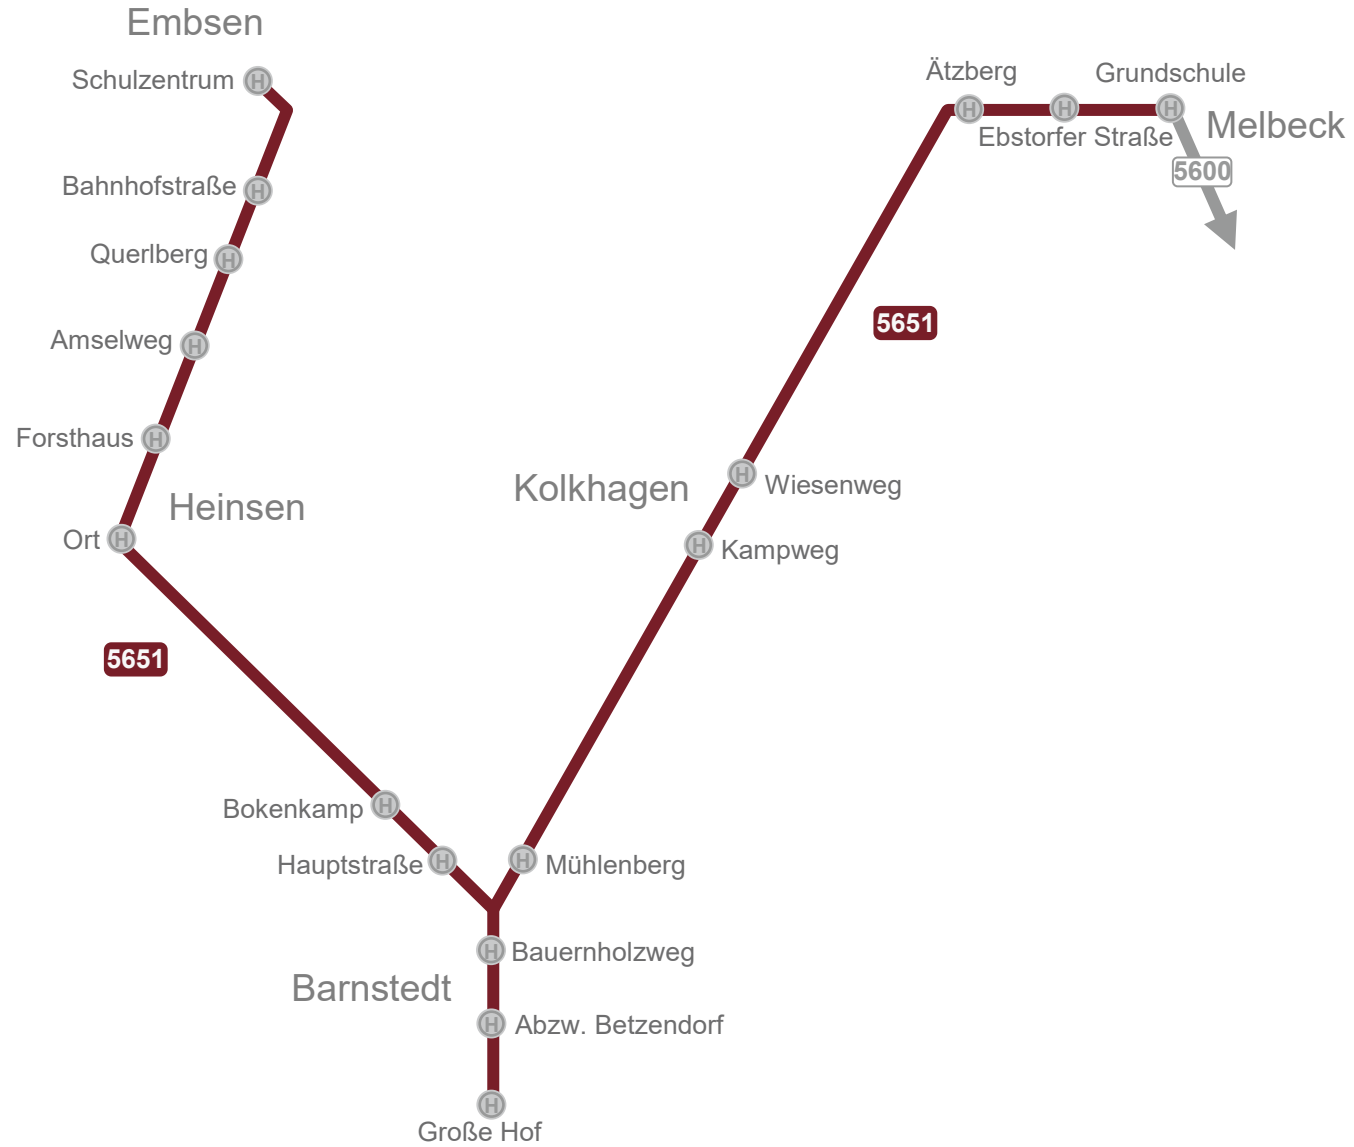 Embsen
Schulzentrum H
Ätzberg
Grundschule
H
H
H
Ebstorfer Straße
Melbeck
5600
Bahnhofstraße H
Querlberg H
5651
Amselweg H
Forsthaus H
Kolkhagen
H Wiesenweg
Heinsen
Ort H
H Kampweg
5651
Bokenkamp H
Hauptstraße H
H Mühlenberg
H Bauernholzweg
Barnstedt
H Abzw. Betzendorf
H
Große Hof